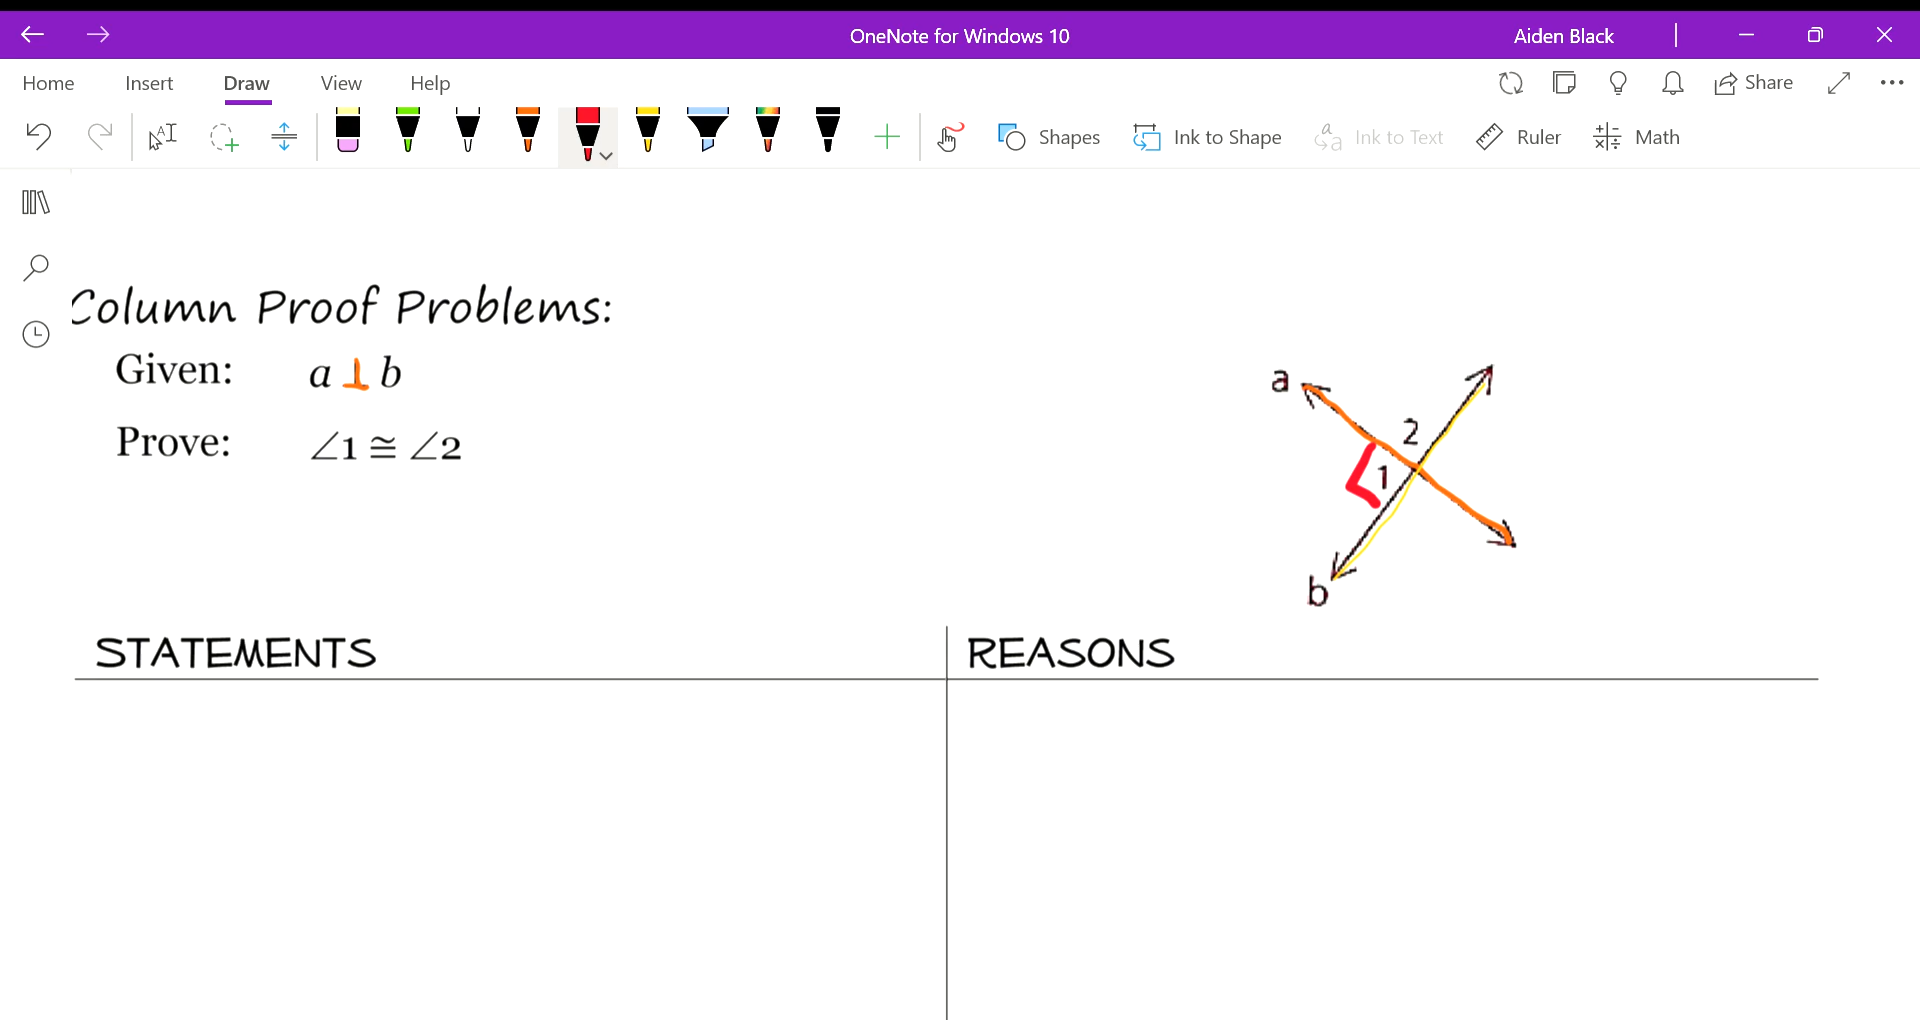 OneNote for Windows 10 Aiden Black
Home Insert Draw View Help Share
Shapes Ink to Shape Ink to Text Ruler Math
Column Proof Problems:
Given: a ⊥ b
Prove: ∠1 ≅ ∠2
a
2
1
b
STATEMENTS REASONS